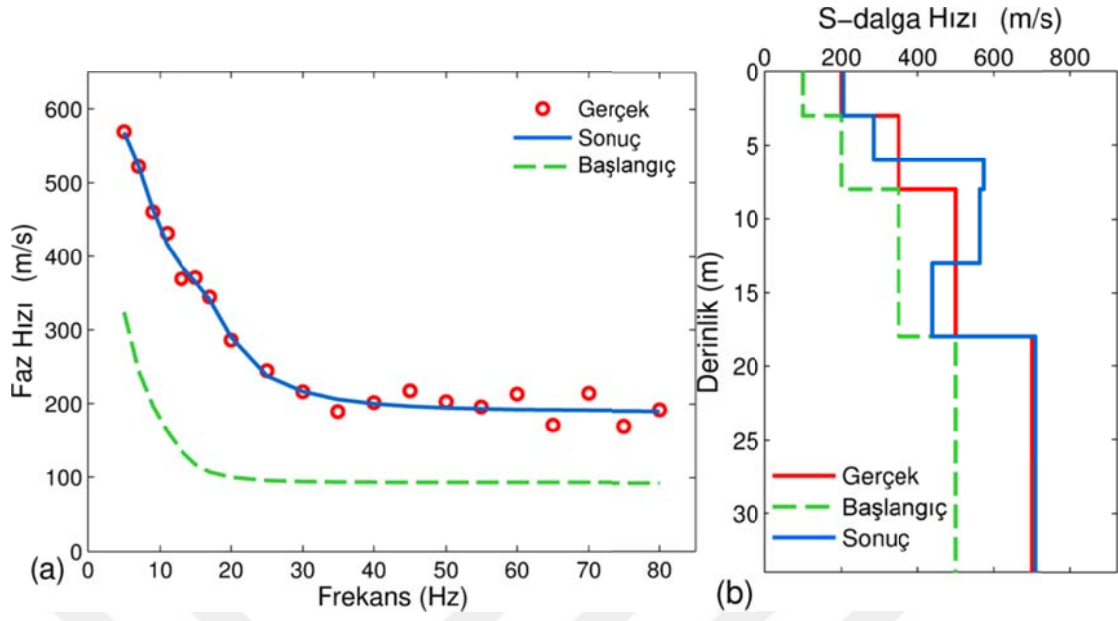 600
500
400
300
200
100
0
Faz Hızı (m/s)
Gerçek
Sonuç
Başlangıç
0 10 20 30 40 50 60 70 80
Frekans (Hz)
(a)
S-dalga Hızı (m/s)
0 200 400 600 800
0
5
10
15
20
25
30
Derinlik (m)
Gerçek
Başlangıç
Sonuç
(b)